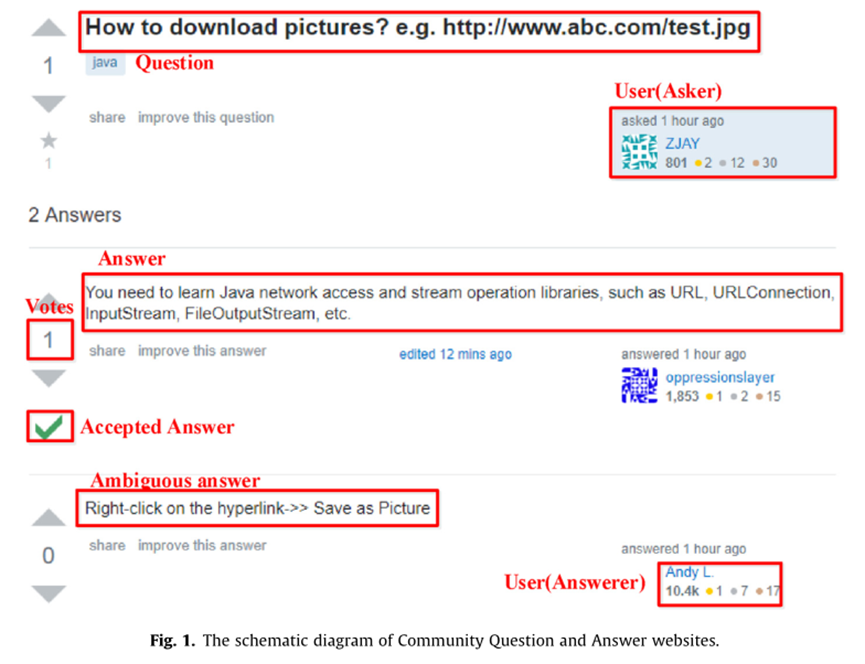 How to download pictures? e.g. http://www.abc.com/test.jpg
1
java Question
User(Asker)
share improve this question
asked 1 hour ago
ZJAY
801 2 12 30
1
2 Answers
Answer
You need to learn Java network access and stream operation libraries, such as URL, URLConnection,
InputStream, FileOutputStream, etc.
Votes
1
share improve this answer edited 12 mins ago answered 1 hour ago
oppressionslayer
1,853 1 2 15
Accepted Answer
Ambiguous answer
Right-click on the hyperlink->> Save as Picture
share improve this answer answered 1 hour ago
0
User(Answerer) Andy L.
10.4k 1 7 17
Fig. 1. The schematic diagram of Community Question and Answer websites.